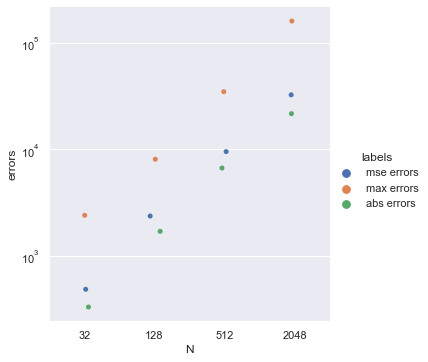 10^5
10^4
10^3
errors
32 128 512 2048
N
labels
mse errors
max errors
abs errors